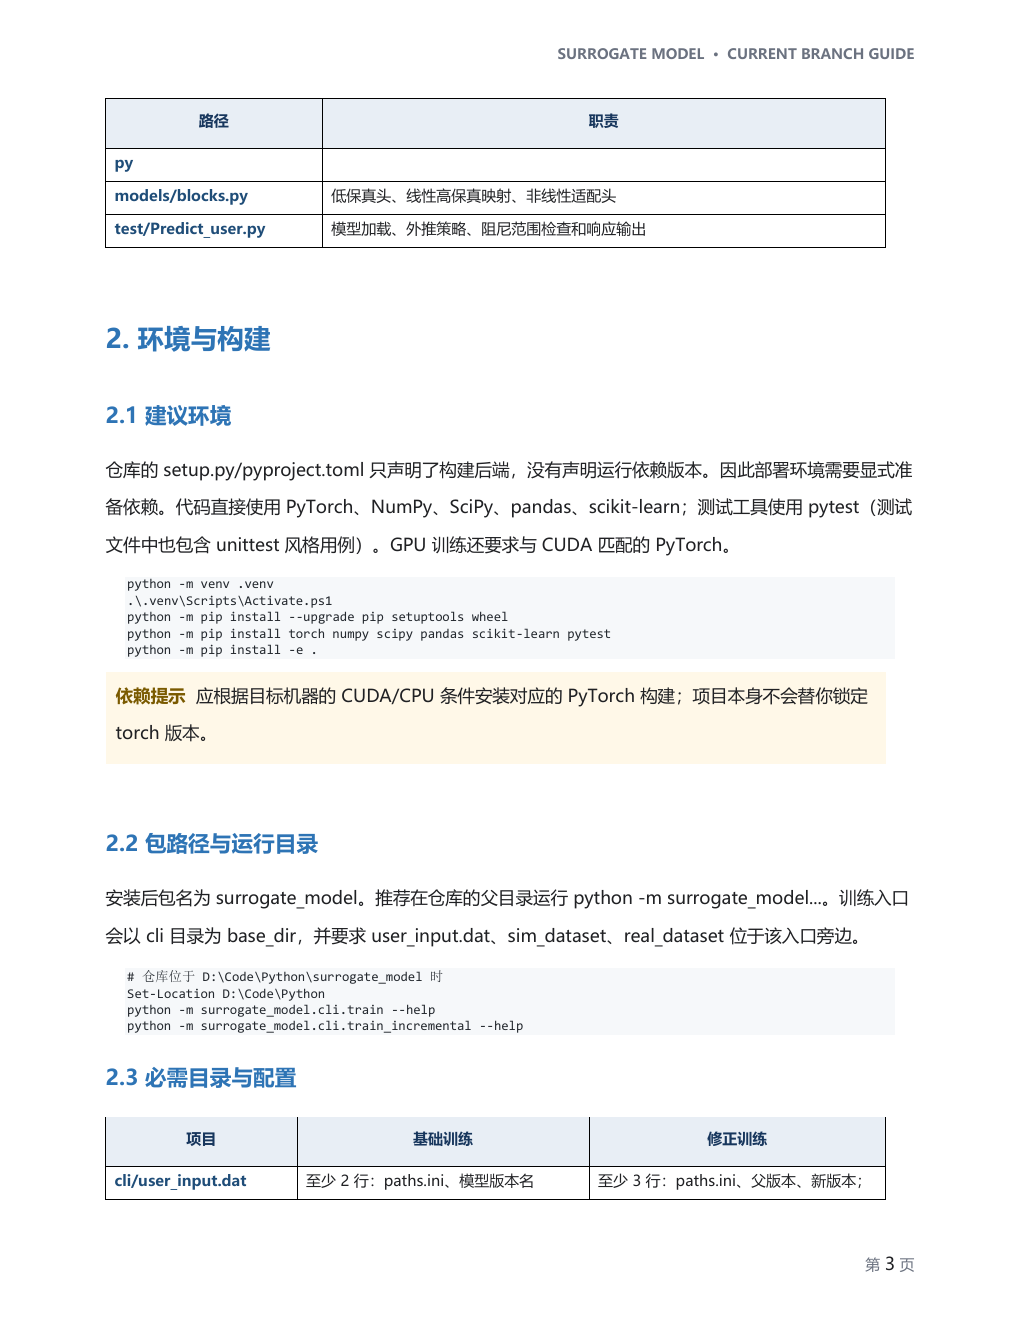 SURROGATE MODEL • CURRENT BRANCH GUIDE
路径 职责
py
models/blocks.py 低保真头、线性高保真映射、非线性适配头
test/Predict_user.py 模型加载、外推策略、阻尼范围检查和响应输出
2. 环境与构建
2.1 建议环境
仓库的 setup.py/pyproject.toml 只声明了构建后端，没有声明运行依赖版本。因此部署环境需要显式准
备依赖。代码直接使用 PyTorch、NumPy、SciPy、pandas、scikit-learn；测试工具使用 pytest（测试
文件中也包含 unittest 风格用例）。GPU 训练还要求与 CUDA 匹配的 PyTorch。
python -m venv .venv
.\.venv\Scripts\Activate.ps1
python -m pip install --upgrade pip setuptools wheel
python -m pip install torch numpy scipy pandas scikit-learn pytest
python -m pip install -e .
依赖提示 应根据目标机器的 CUDA/CPU 条件安装对应的 PyTorch 构建；项目本身不会替你锁定
torch 版本。
2.2 包路径与运行目录
安装后包名为 surrogate_model。推荐在仓库的父目录运行 python -m surrogate_model...。训练入口
会以 cli 目录为 base_dir，并要求 user_input.dat、sim_dataset、real_dataset 位于该入口旁边。
# 仓库位于 D:\Code\Python\surrogate_model 时
Set-Location D:\Code\Python
python -m surrogate_model.cli.train --help
python -m surrogate_model.cli.train_incremental --help
2.3 必需目录与配置
项目 基础训练 修正训练
cli/user_input.dat 至少 2 行：paths.ini、模型版本名 至少 3 行：paths.ini、父版本、新版本；
第 3 页